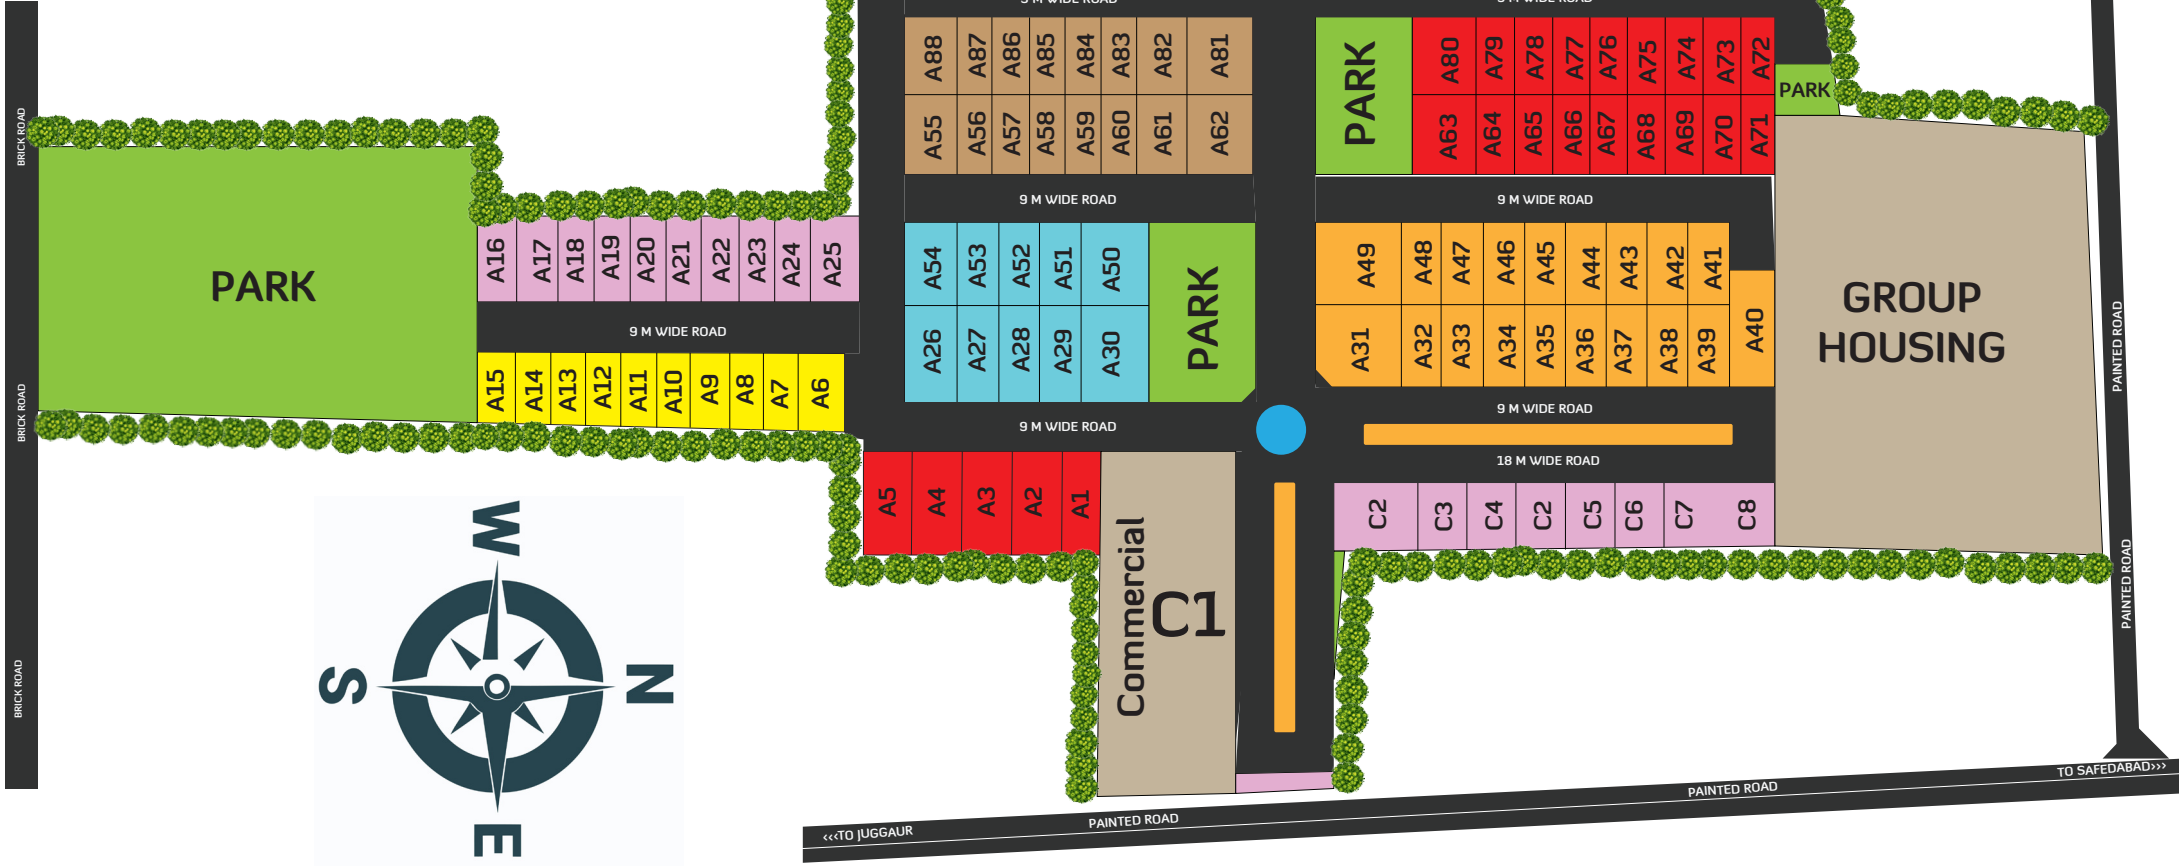 9 M WIDE ROAD
9 M WIDE ROAD
A88 A87 A86 A85 A84 A83 A82 A81
PARK
A80 A79 A78 A77 A76 A75 A74 A73 A72
PARK
BRICK ROAD
A55 A56 A57 A58 A59 A60 A61 A62
A63 A64 A65 A66 A67 A68 A69 A70 A71
9 M WIDE ROAD
9 M WIDE ROAD
PARK
A16 A17 A18 A19 A20 A21 A22 A23 A24 A25
A54 A53 A52 A51 A50
PARK
A49 A48 A47 A46 A45 A44 A43 A42 A41
GROUP
HOUSING
9 M WIDE ROAD
A26 A27 A28 A29 A30
A31 A32 A33 A34 A35 A36 A37 A38 A39 A40
PAINTED ROAD
BRICK ROAD
A15 A14 A13 A12 A11 A10 A9 A8 A7 A6
9 M WIDE ROAD
9 M WIDE ROAD
18 M WIDE ROAD
A5 A4 A3 A2 A1
C2 C3 C4 C2 C5 C6 C7 C8
Commercial
C1
PAINTED ROAD
BRICK ROAD
W
S
N
E
TO SAFEDABAD>>>
PAINTED ROAD
PAINTED ROAD
<<<TO JUGGAUR